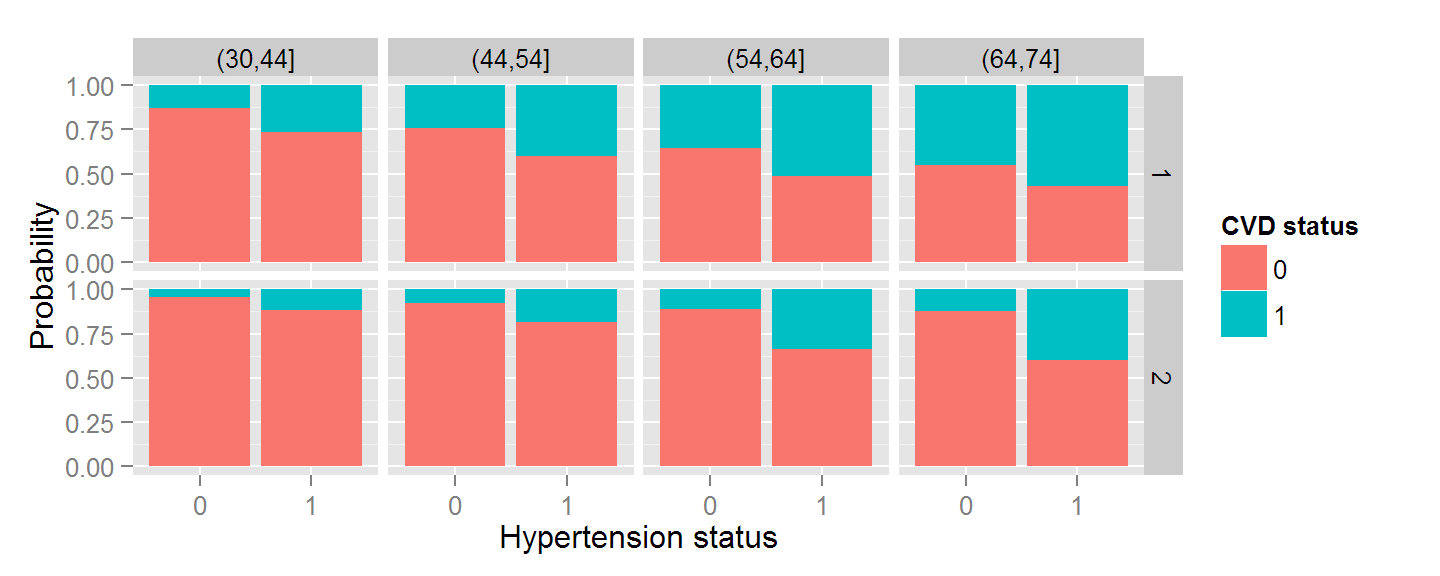 (30,44] (44,54] (54,64] (64,74]
1.00
0.75
0.50
0.25
0.00
1
1.00
0.75
0.50
0.25
0.00
2
Probability
0 1 0 1 0 1 0 1
Hypertension status
CVD status
0
1